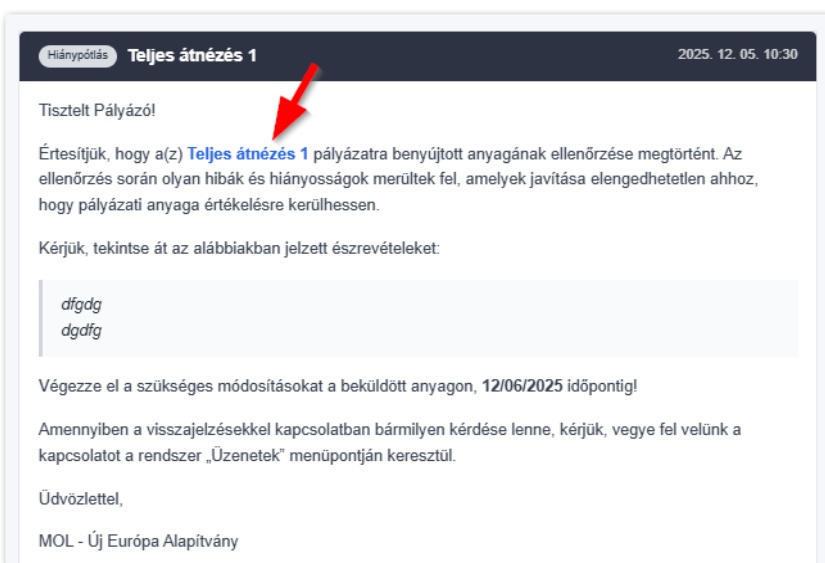 Hiánypótlás Teljes átnézés 1 2025. 12. 05. 10:30
Tisztelt Pályázó!
Értesítjük, hogy a(z) Teljes átnézés 1 pályázatra benyújtott anyagának ellenőrzése megtörtént. Az
ellenőrzés során olyan hibák és hiányosságok merültek fel, amelyek javítása elengedhetetlen ahhoz,
hogy pályázati anyaga értékelésre kerülhessen.
Kérjük, tekintse át az alábbiakban jelzett észrevételeket:
dfgdg
dgdfg
Végezze el a szükséges módosításokat a beküldött anyagon, 12/06/2025 időpontig!
Amennyiben a visszajelzésekkel kapcsolatban bármilyen kérdése lenne, kérjük, vegye fel velünk a
kapcsolatot a rendszer „Üzenetek” menüpontján keresztül.
Üdvözlettel,
MOL - Új Európa Alapítvány